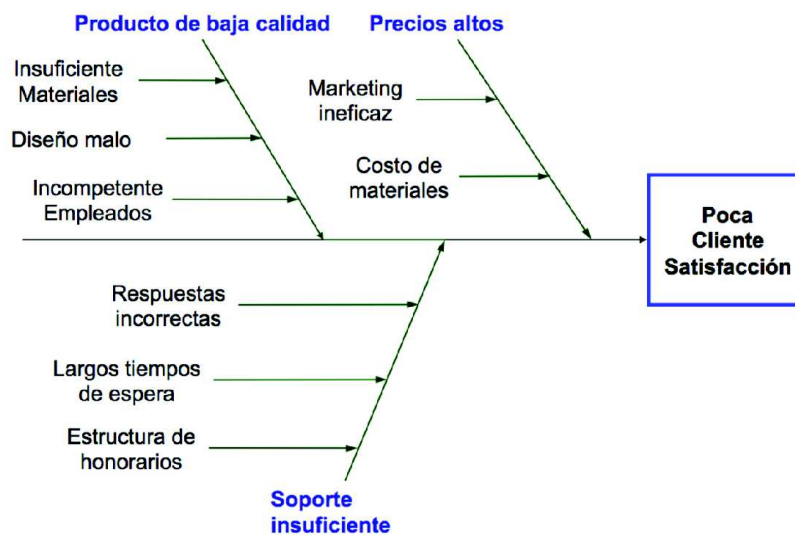 Producto de baja calidad
Precios altos
Insuficiente
Materiales
Diseño malo
Incompetente
Empleados
Marketing
ineficaz
Costo de
materiales
Poca
Cliente
Satisfacción
Respuestas
incorrectas
Largos tiempos
de espera
Estructura de
honorarios
Soporte
insuficiente